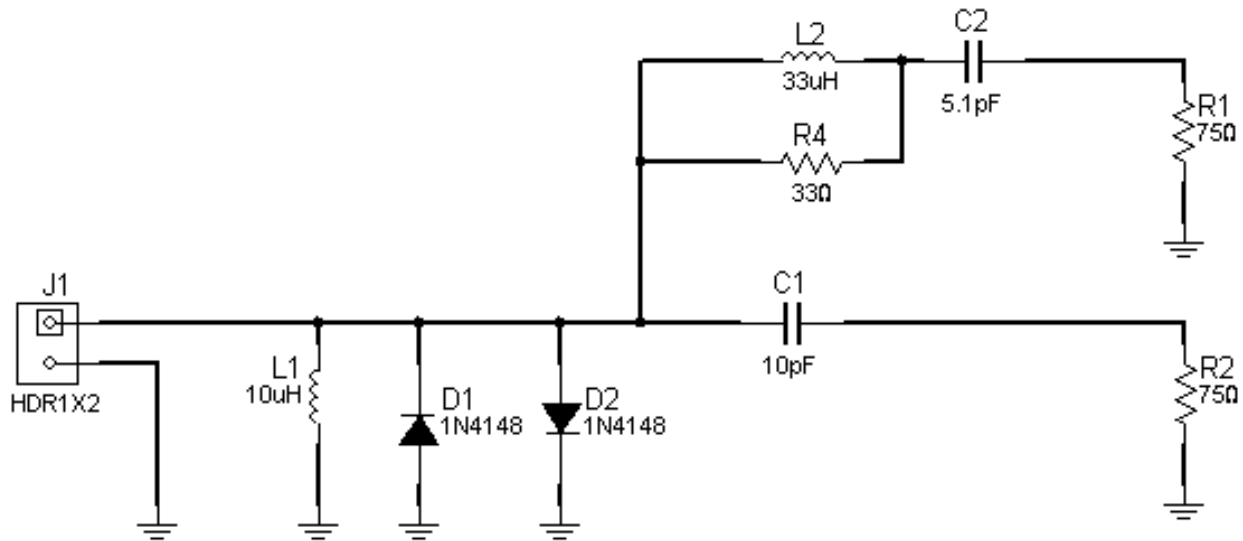 C2
L2
33uH
5.1pF
R1
75Ω
R4
33Ω
J1
C1
10pF
L1
10uH
R2
75Ω
HDR1X2
D1
1N4148
D2
1N4148